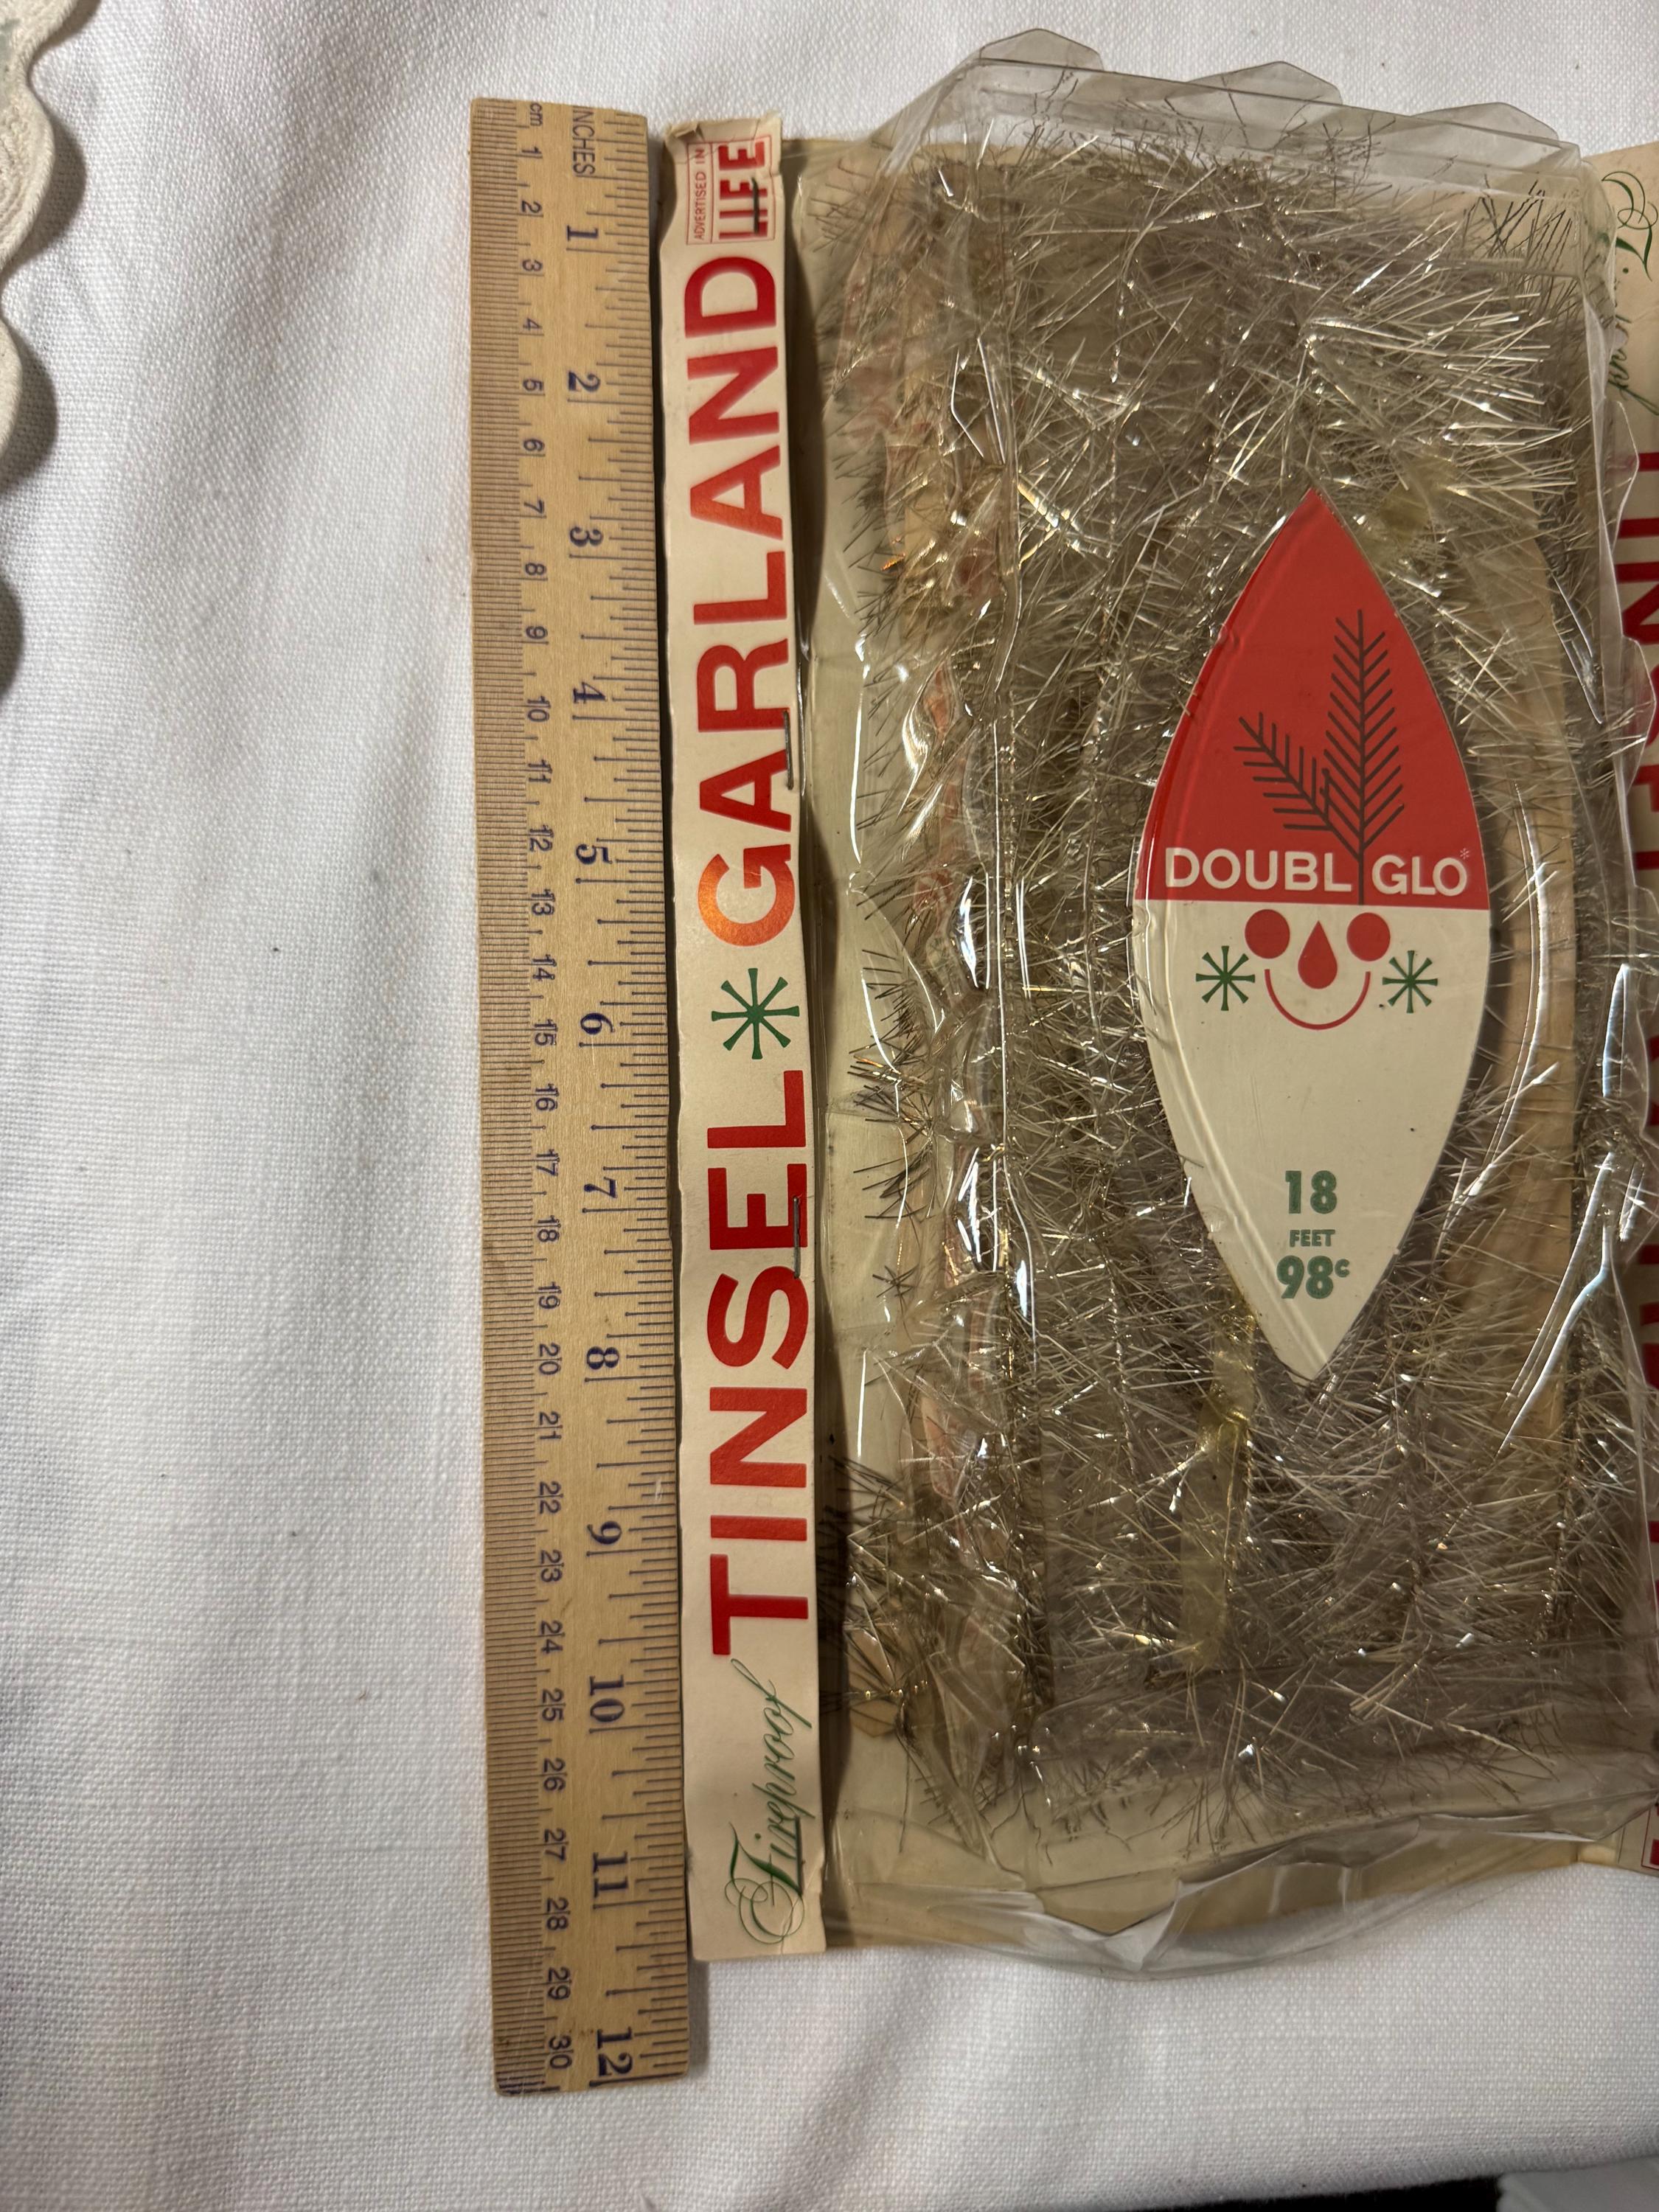 cm 1 2 3 4 5 6 7 8 9 10 11 12 13 14 15 16 17 18 19 20 21 22 23 24 25 26 27 28 29 30
INCHES 1 2 3 4 5 6 7 8 9 10 11 12
Fireproof TINSEL * GARLAND
ADVERTISED IN
LIFE
DOUBL GLO*
18
FEET
98c